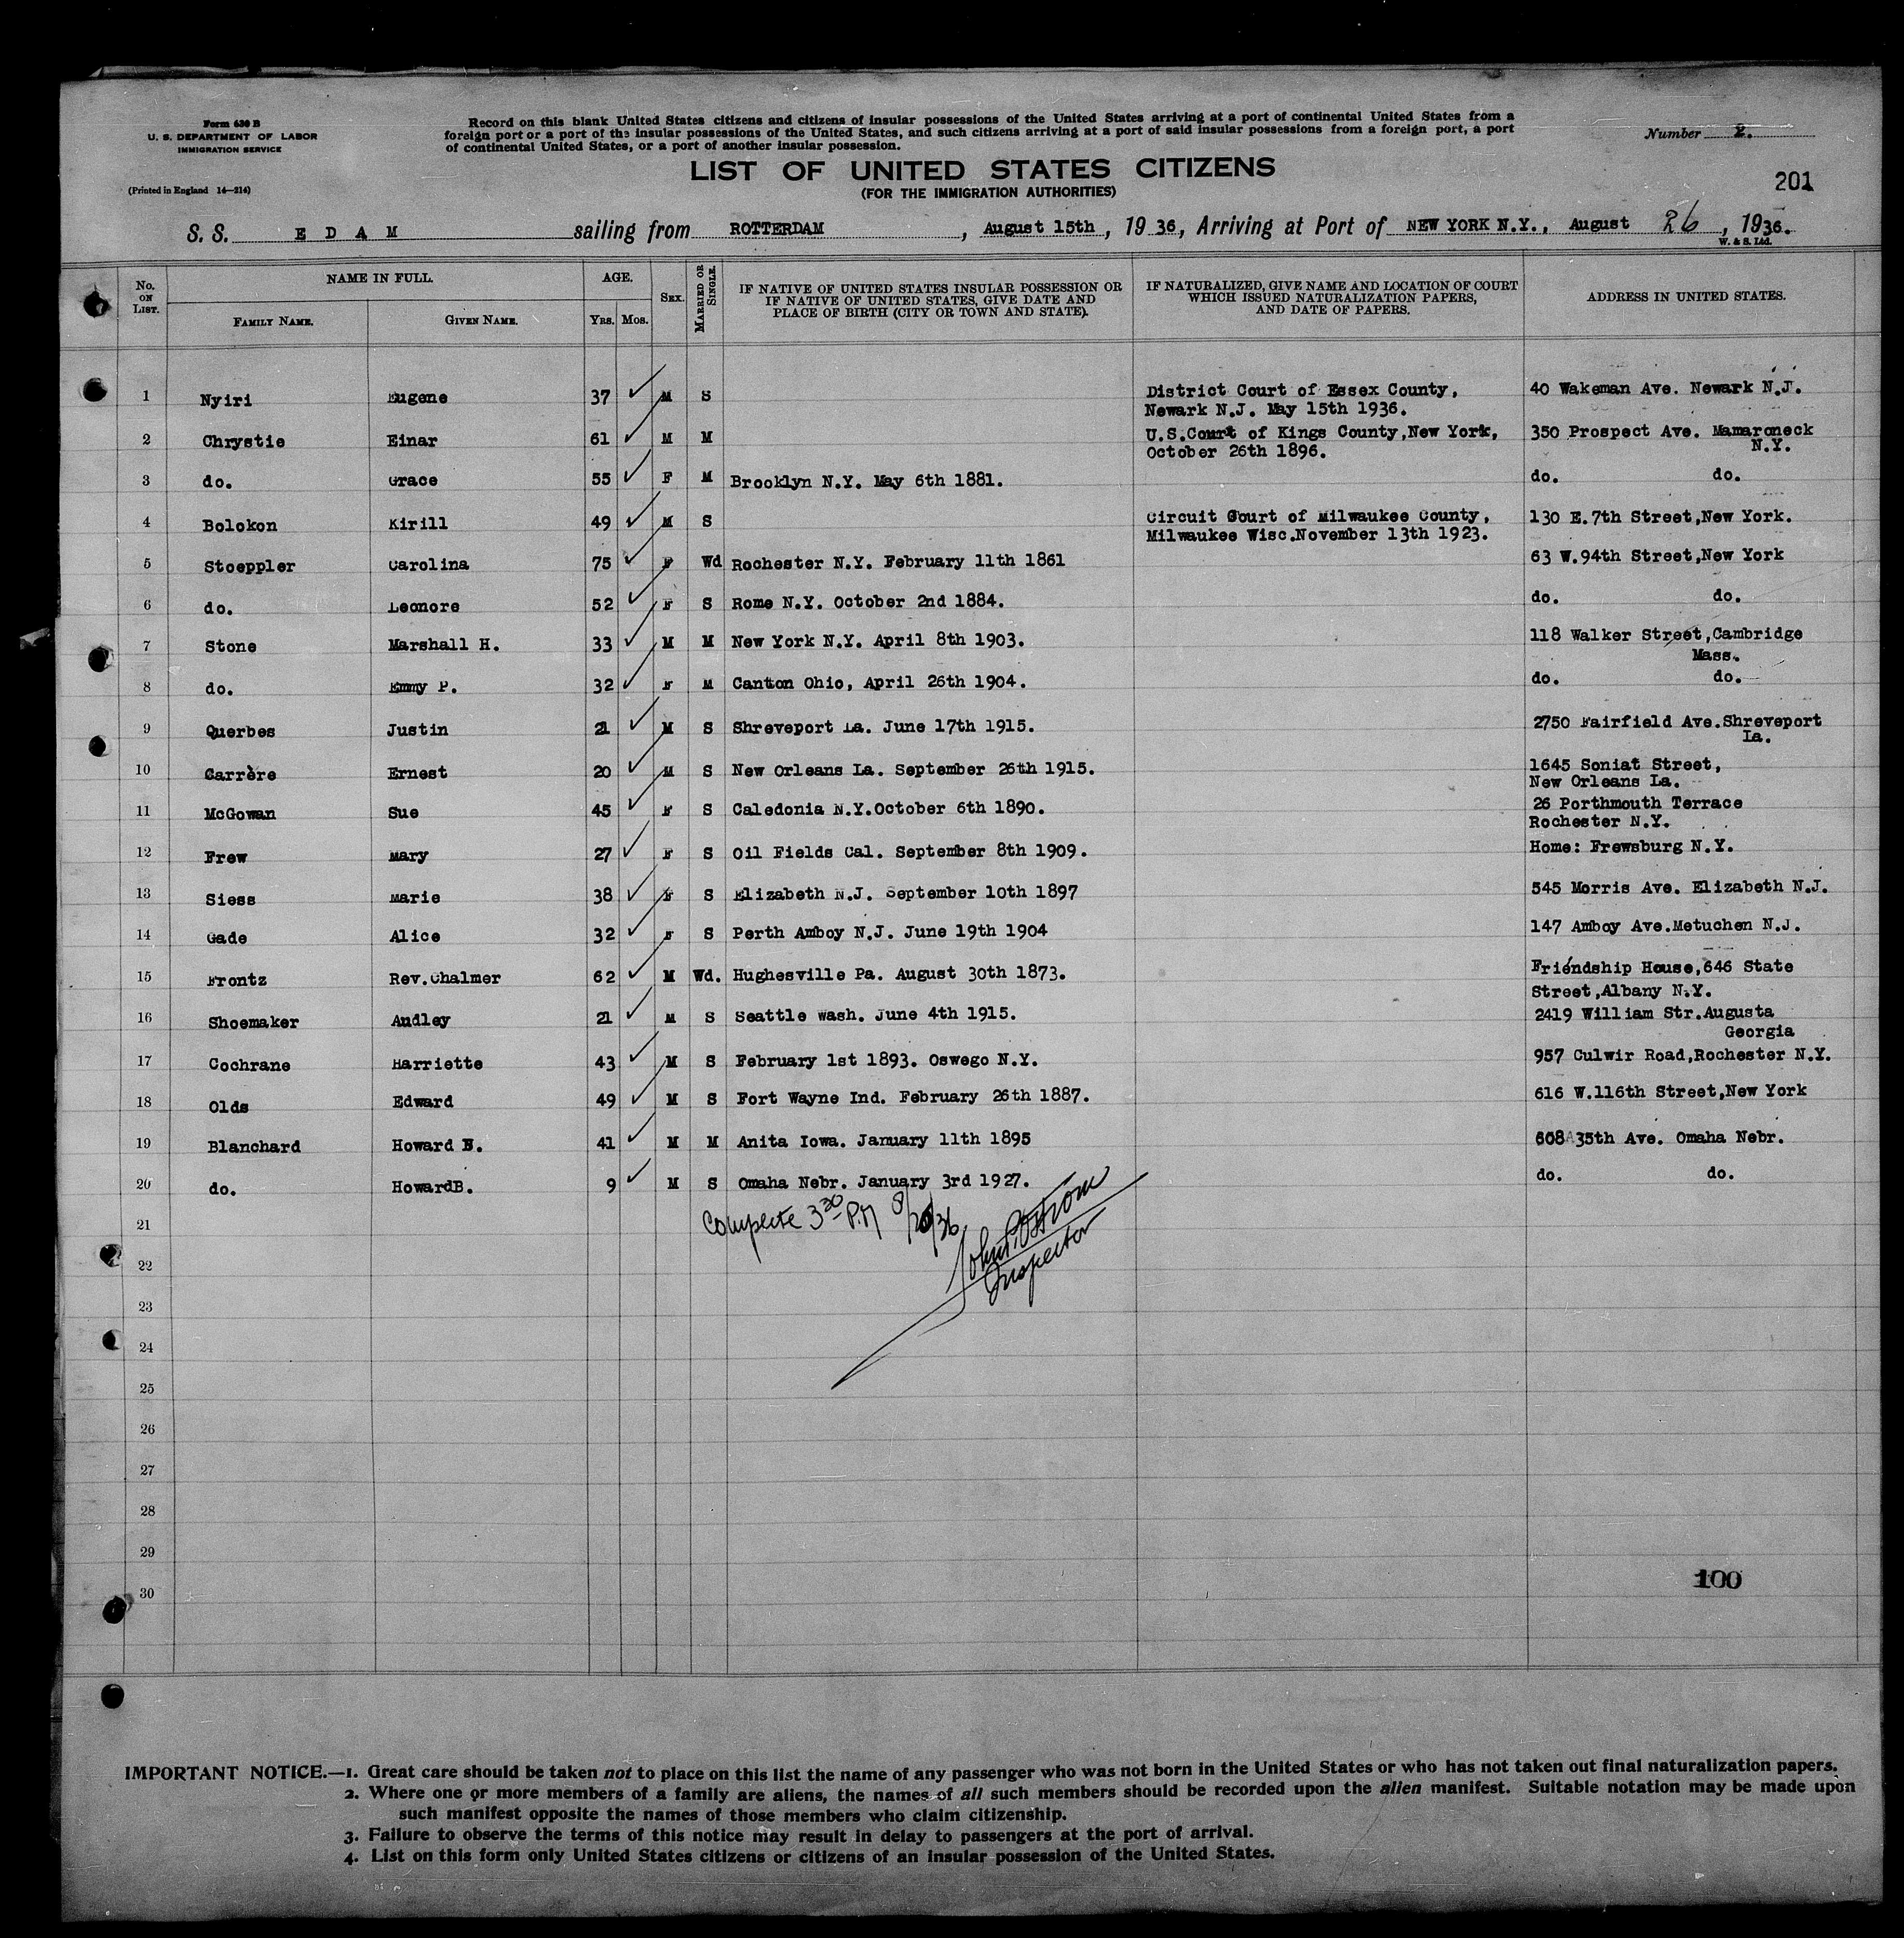 Form 630 B
U. S. DEPARTMENT OF LABOR
IMMIGRATION SERVICE
(Printed in England 14—214)
Record on this blank United States citizens and citizens of insular possessions of the United States arriving at a port of continental United States from a
foreign port or a port of the insular possessions of the United States, and such citizens arriving at a port of said insular possessions from a foreign port, a port
of continental United States, or a port of another insular possession.
Number 2.
LIST OF UNITED STATES CITIZENS
(FOR THE IMMIGRATION AUTHORITIES)
201
S. S. E D A M sailing from ROTTERDAM, August 15th, 19 36, Arriving at Port of NEW YORK N.Y., August 26, 1936.
W. & S. Ltd.
No. ON LIST. NAME IN FULL. FAMILY NAME. GIVEN NAME. AGE. YRS. MOS. SEX. MARRIED OR SINGLE. IF NATIVE OF UNITED STATES INSULAR POSSESSION OR IF NATIVE OF UNITED STATES, GIVE DATE AND PLACE OF BIRTH (CITY OR TOWN AND STATE). IF NATURALIZED, GIVE NAME AND LOCATION OF COURT WHICH ISSUED NATURALIZATION PAPERS, AND DATE OF PAPERS. ADDRESS IN UNITED STATES.
1 Nyiri Eugene 37 M S District Court of Essex County, 40 Wakeman Ave. Newark N.J.
Newark N.J. May 15th 1936.
2 Chrystie Einar 61 M M U.S.Court of Kings County,New York, 350 Prospect Ave. Mamaroneck
October 26th 1896. N.Y.
3 do. Grace 55 F M Brooklyn N.Y. May 6th 1881. do. do.
4 Bolokon Kirill 49 M S Circuit Court of Milwaukee County, 130 E.7th Street,New York.
Milwaukee Wisc.November 13th 1923.
5 Stoeppler Carolina 75 F Wd Rochester N.Y. February 11th 1861 63 W.94th Street,New York
6 do. Leonore 52 F S Rome N.Y. October 2nd 1884. do. do.
7 Stone Marshall H. 33 M M New York N.Y. April 8th 1903. 118 Walker Street,Cambridge
Mass.
8 do. Emmy P. 32 F M Canton Ohio, April 26th 1904. do. do.
9 Querbes Justin 21 M S Shreveport La. June 17th 1915. 2750 Fairfield Ave.Shreveport
La.
10 Carrère Ernest 20 M S New Orleans La. September 26th 1915. 1645 Soniat Street,
New Orleans La.
11 McGowan Sue 45 F S Caledonia N.Y.October 6th 1890. 26 Porthmouth Terrace
Rochester N.Y.
12 Frew Mary 27 F S Oil Fields Cal. September 8th 1909. Home: Frewsburg N.Y.
13 Siess Marie 38 F S Elizabeth N.J. September 10th 1897 545 Morris Ave. Elizabeth N.J.
14 Gade Alice 32 F S Perth Amboy N.J. June 19th 1904 147 Amboy Ave.Metuchen N.J.
15 Frontz Rev.Chalmer 62 M Wd. Hughesville Pa. August 30th 1873. Friendship House,646 State
Street,Albany N.Y.
16 Shoemaker Audley 21 M S Seattle Wash. June 4th 1915. 2419 William Str.Augusta
Georgia
17 Cochrane Harriette 43 M S February 1st 1893. Oswego N.Y. 957 Culwir Road,Rochester N.Y.
18 Olds Edward 49 M S Fort Wayne Ind. February 26th 1887. 616 W.116th Street,New York
19 Blanchard Howard E. 41 M M Anita Iowa. January 11th 1895 608 35th Ave. Omaha Nebr.
20 do. HowardB. 9 M S Omaha Nebr. January 3rd 1927. do. do.
21 Complete 3 30 P.M
John Ostrom
22 Inspector
23
24
25
26
27
28
29
30
100
IMPORTANT NOTICE.—1. Great care should be taken not to place on this list the name of any passenger who was not born in the United States or who has not taken out final naturalization papers.
2. Where one or more members of a family are aliens, the names of all such members should be recorded upon the alien manifest. Suitable notation may be made upon
such manifest opposite the names of those members who claim citizenship.
3. Failure to observe the terms of this notice may result in delay to passengers at the port of arrival.
4. List on this form only United States citizens or citizens of an insular possession of the United States.